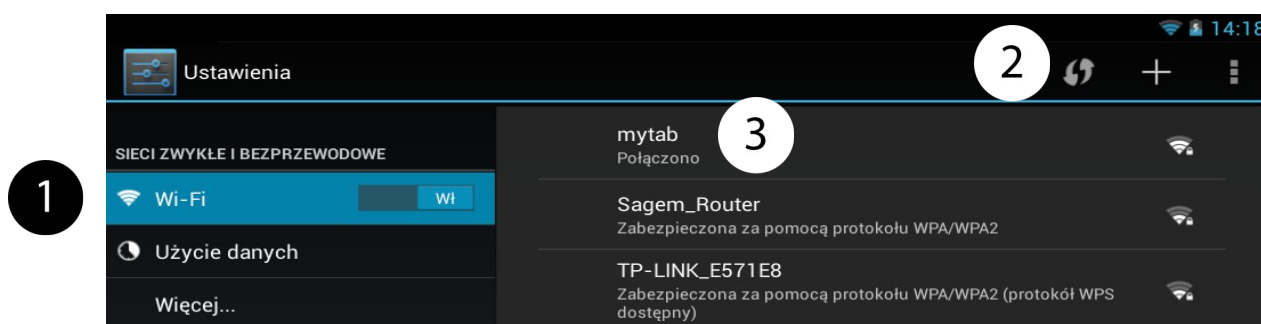 14:18
Ustawienia
2
SIECI ZWYKŁE I BEZPRZEWODOWE
1
Wi-Fi
Wł
Użycie danych
Więcej...
mytab
3
Połączono
Sagem_Router
Zabezpieczona za pomocą protokołu WPA/WPA2
TP-LINK_E571E8
Zabezpieczona za pomocą protokołu WPA/WPA2 (protokół WPS
dostępny)